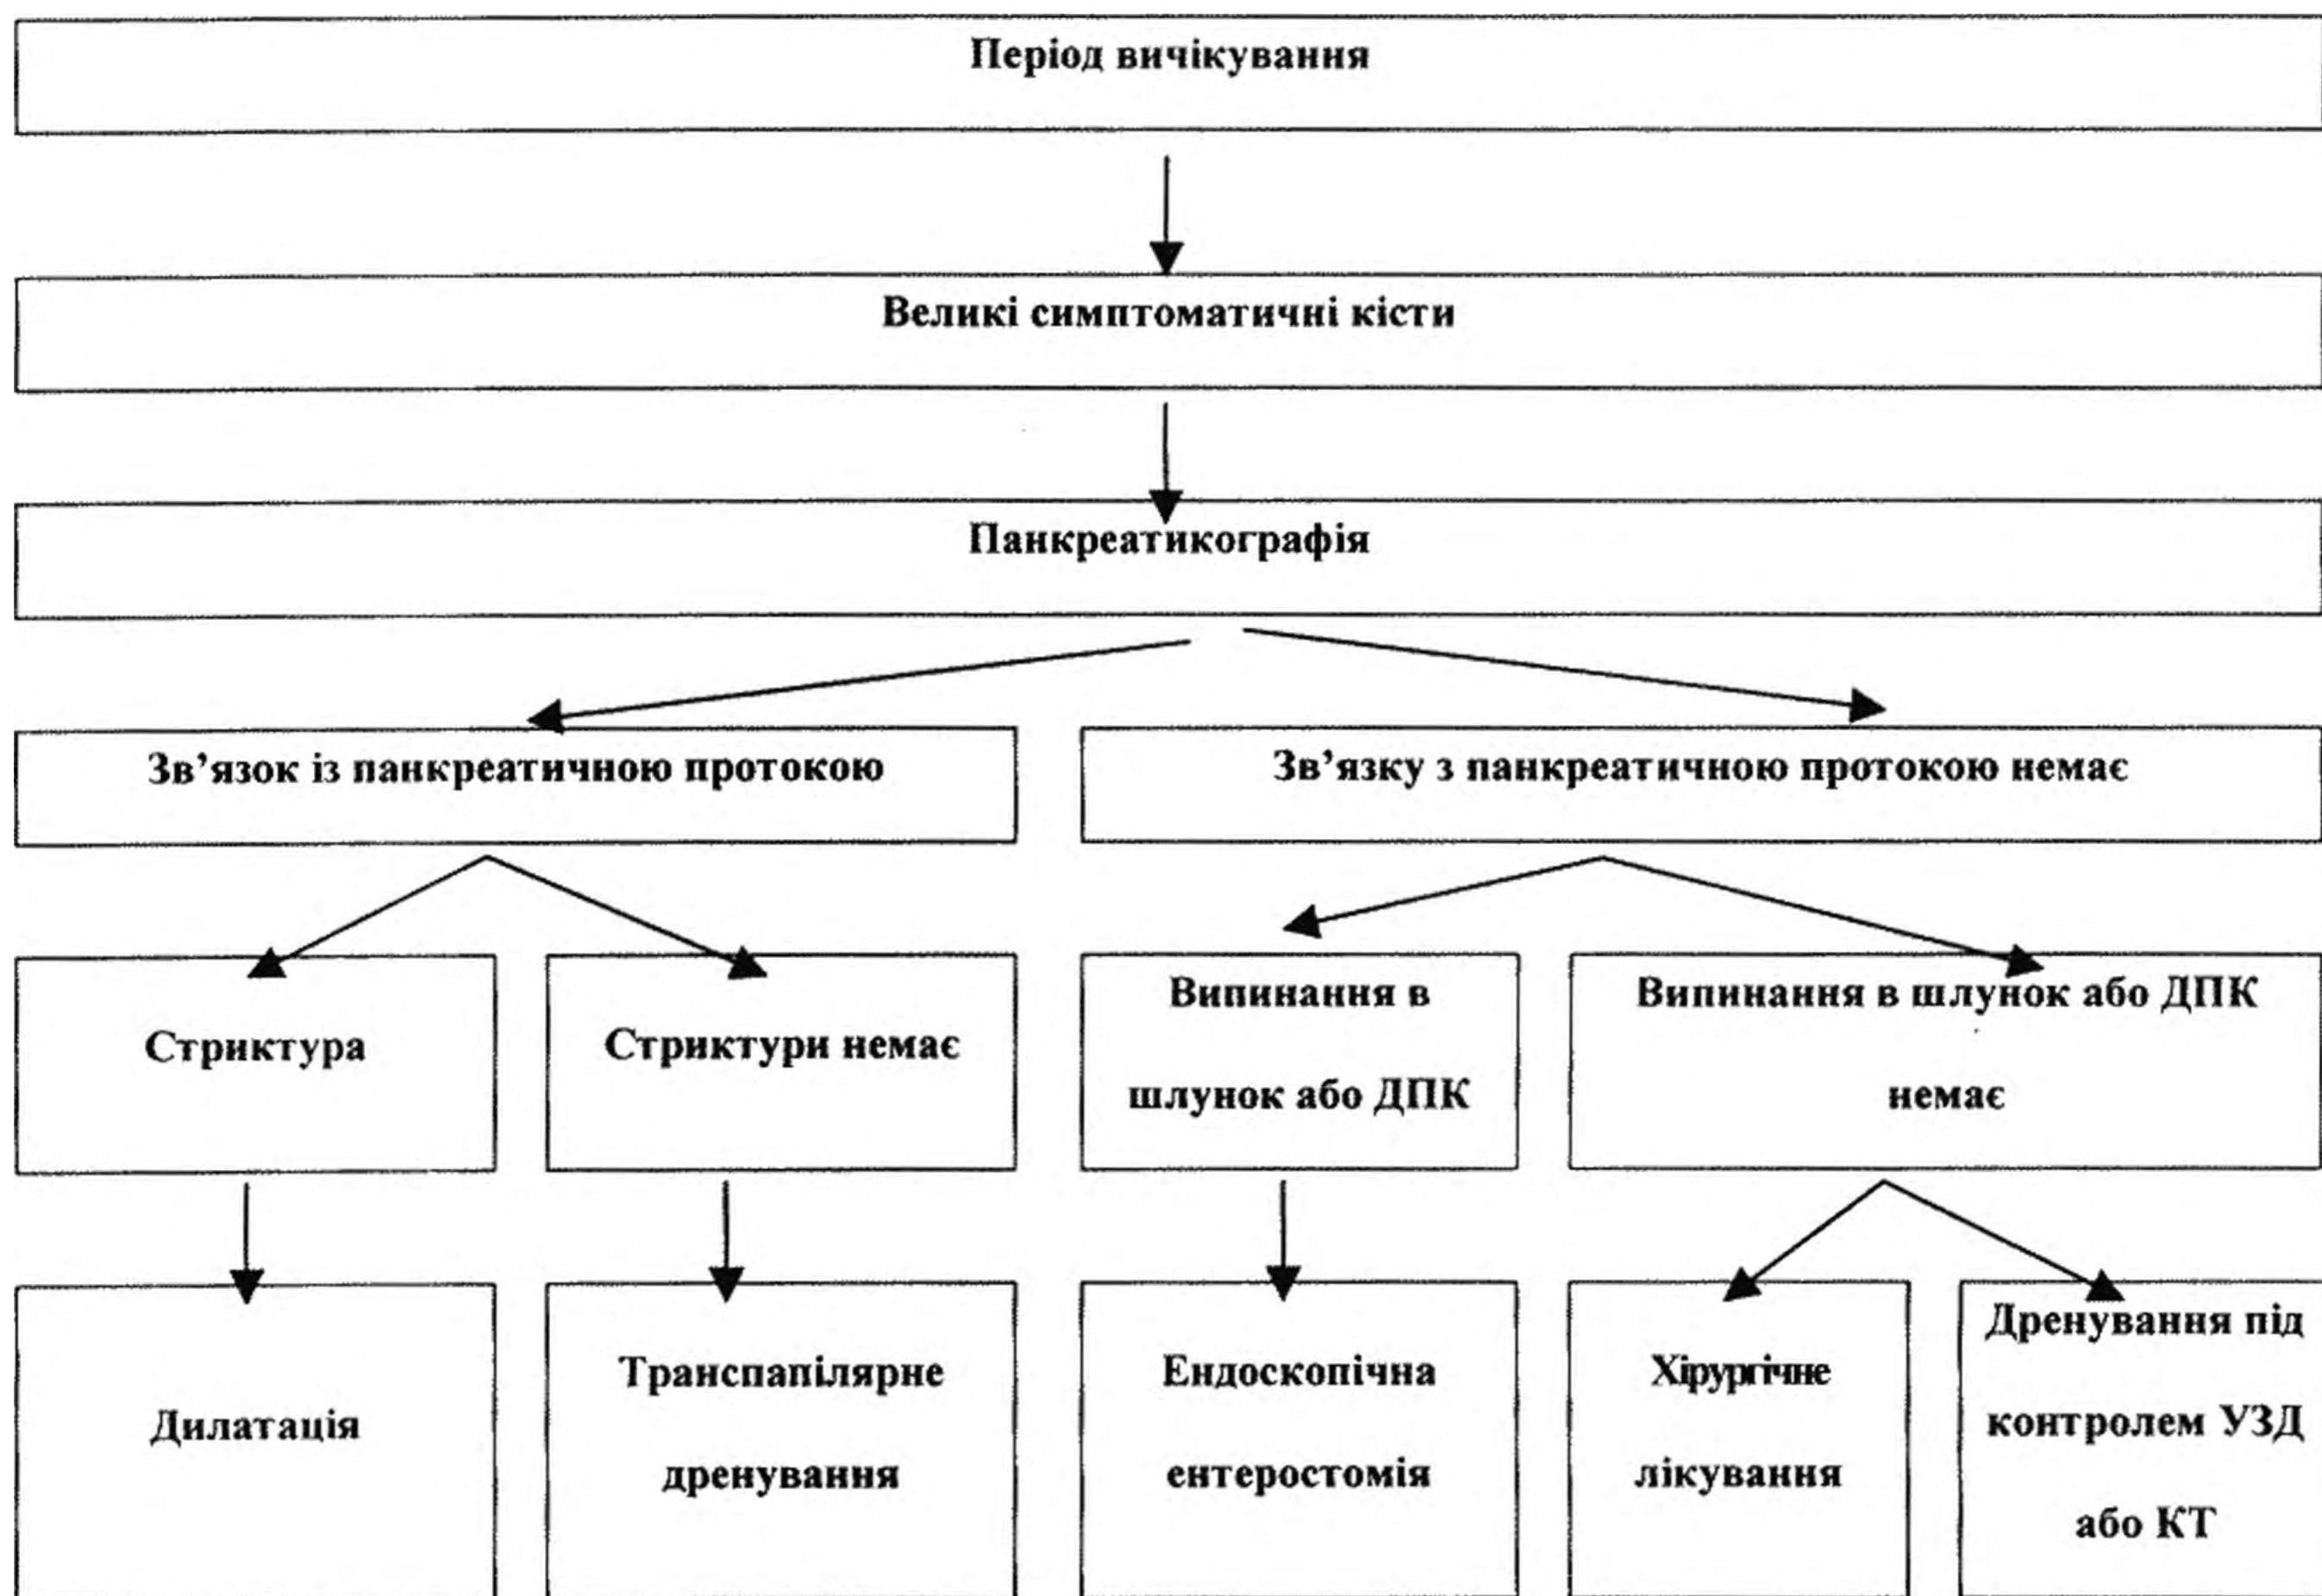 Період вичікування
Великі симптоматичні кісти
Панкреатикографія
Зв’язок із панкреатичною протокою
Зв’язку з панкреатичною протокою немає
Стриктура
Стриктури немає
Випинання в
шлунок або ДПК
Випинання в шлунок або ДПК
немає
Дилатація
Транспапілярне
дренування
Ендоскопічна
ентеростомія
Хірургічне
лікування
Дренування під
контролем УЗД
або КТ